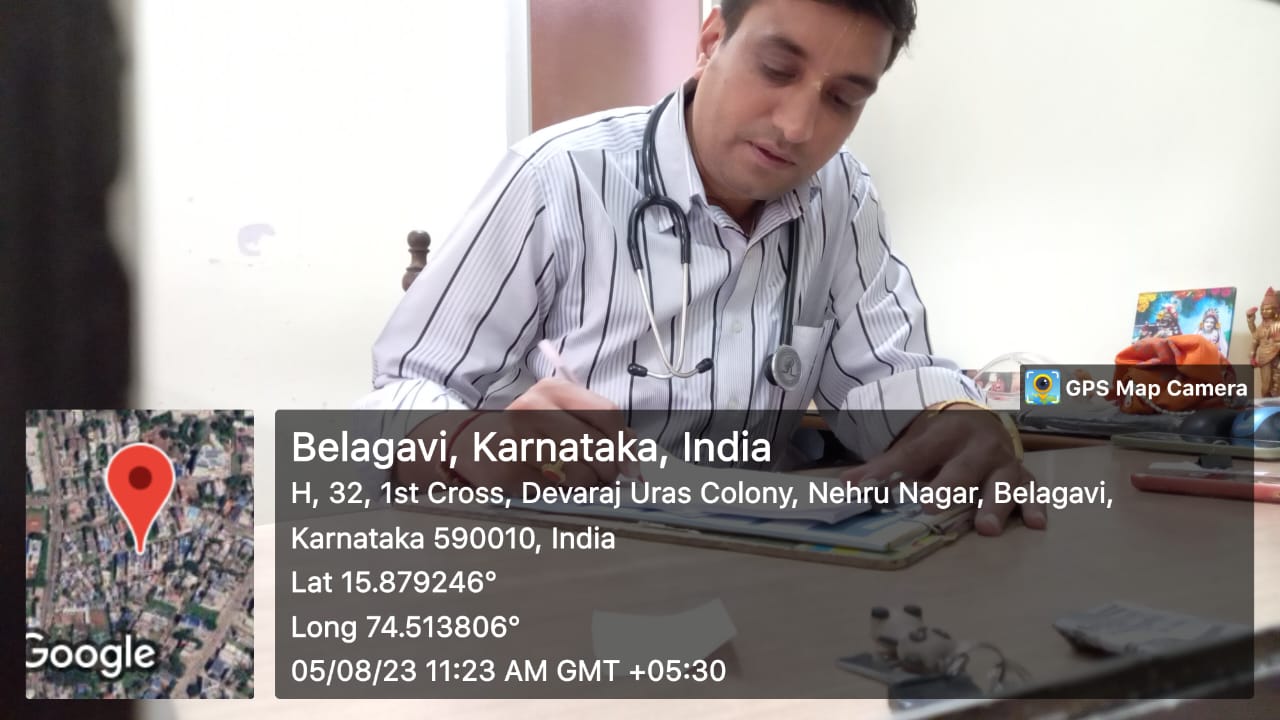 GPS Map Camera
Belagavi, Karnataka, India
H, 32, 1st Cross, Devaraj Uras Colony, Nehru Nagar, Belagavi,
Karnataka 590010, India
Lat 15.879246°
Long 74.513806°
05/08/23 11:23 AM GMT +05:30
Google